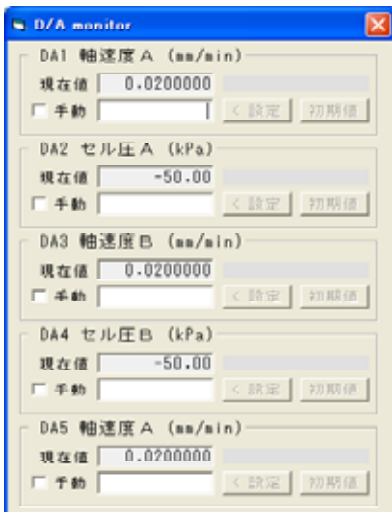 D/A monitor
DA1 軸速度A (mm/min)
現在値 0.0200000
手動 < 設定 初期値
DA2 セル圧A (kPa)
現在値 -50.00
手動 < 設定 初期値
DA3 軸速度B (mm/min)
現在値 0.0200000
手動 < 設定 初期値
DA4 セル圧B (kPa)
現在値 -50.00
手動 < 設定 初期値
DA5 軸速度A (mm/min)
現在値 0.0200000
手動 < 設定 初期値